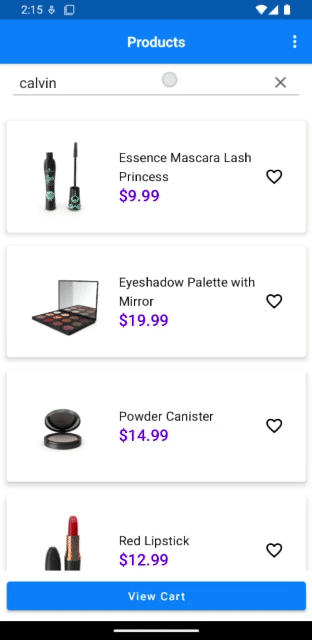 2:15
Products
calvin
Essence Mascara Lash
Princess
$9.99
Eyeshadow Palette with
Mirror
$19.99
Powder Canister
$14.99
Red Lipstick
$12.99
View Cart